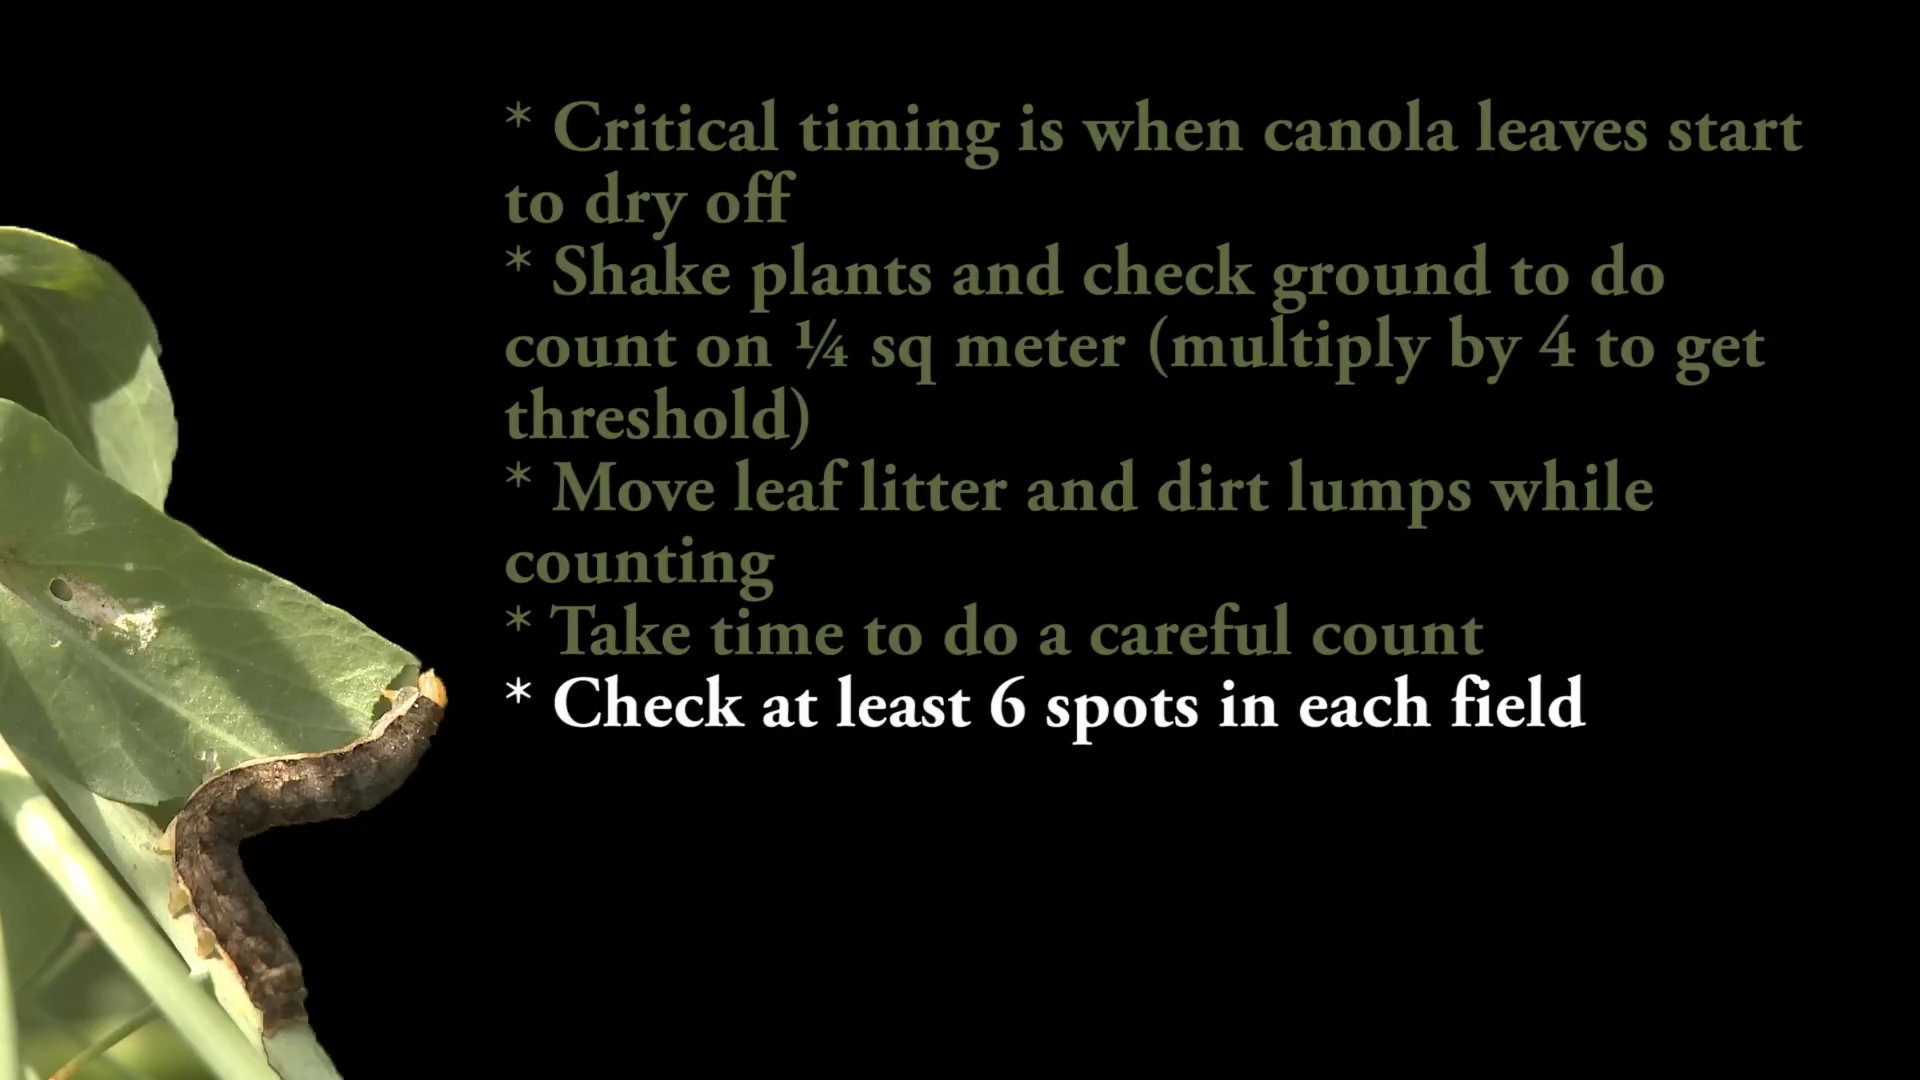 * Critical timing is when canola leaves start
to dry off
* Shake plants and check ground to do
count on ¼ sq meter (multiply by 4 to get
threshold)
* Move leaf litter and dirt lumps while
counting
* Take time to do a careful count
* Check at least 6 spots in each field